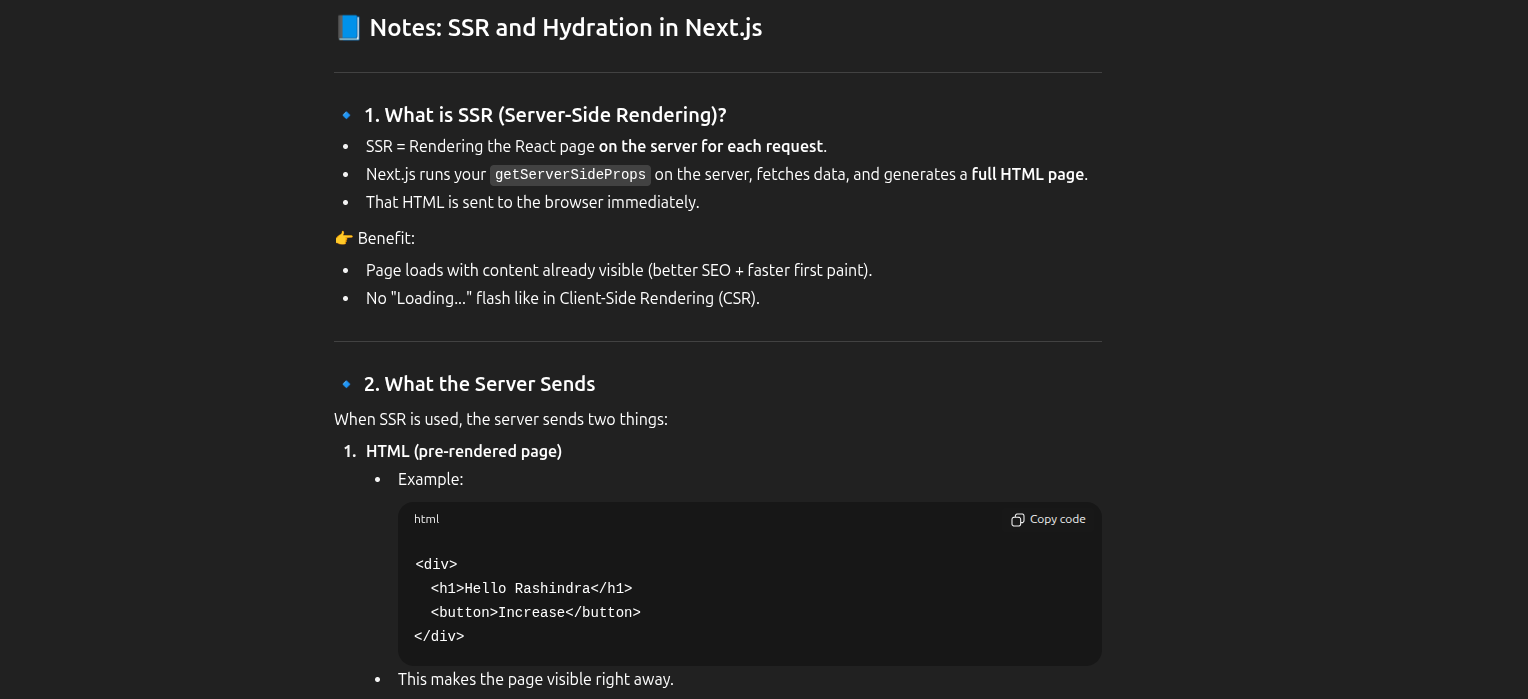 📘 Notes: SSR and Hydration in Next.js
🔹 1. What is SSR (Server-Side Rendering)?
• SSR = Rendering the React page on the server for each request.
• Next.js runs your getServerSideProps on the server, fetches data, and generates a full HTML page.
• That HTML is sent to the browser immediately.
👉 Benefit:
• Page loads with content already visible (better SEO + faster first paint).
• No "Loading..." flash like in Client-Side Rendering (CSR).
🔹 2. What the Server Sends
When SSR is used, the server sends two things:
1. HTML (pre-rendered page)
• Example:
html Copy code
<div>
  <h1>Hello Rashindra</h1>
  <button>Increase</button>
</div>
• This makes the page visible right away.